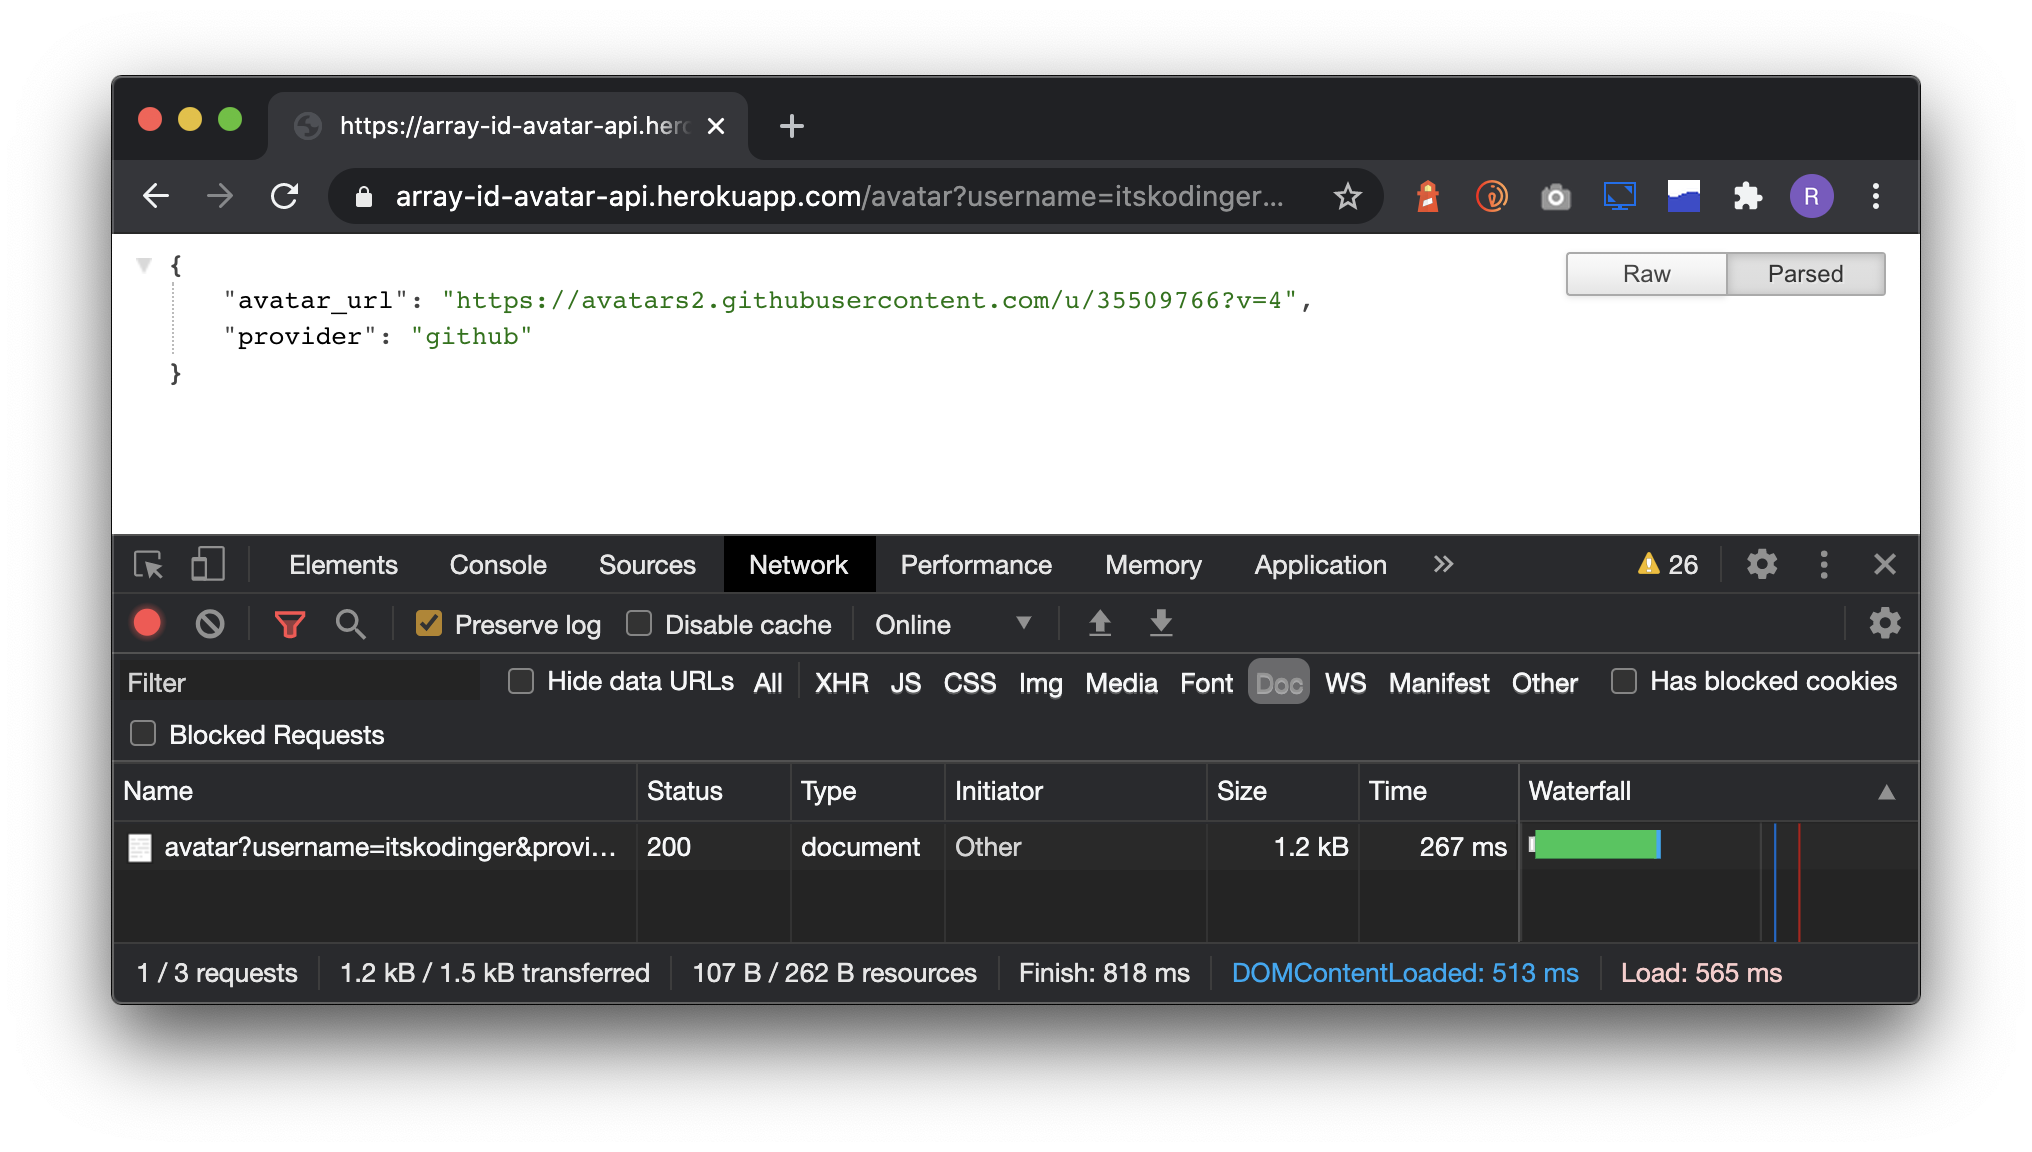 https://array-id-avatar-api.herc
array-id-avatar-api.herokuapp.com/avatar?username=itskodinger...
R
{
Raw Parsed
"avatar_url": "https://avatars2.githubusercontent.com/u/35509766?v=4",
"provider": "github"
}
Elements Console Sources Network Performance Memory Application 26
Preserve log Disable cache Online
Filter Hide data URLs All XHR JS CSS Img Media Font Doc WS Manifest Other Has blocked cookies
Blocked Requests
Name Status Type Initiator Size Time Waterfall
avatar?username=itskodinger&provi... 200 document Other 1.2 kB 267 ms
1 / 3 requests 1.2 kB / 1.5 kB transferred 107 B / 262 B resources Finish: 818 ms DOMContentLoaded: 513 ms Load: 565 ms